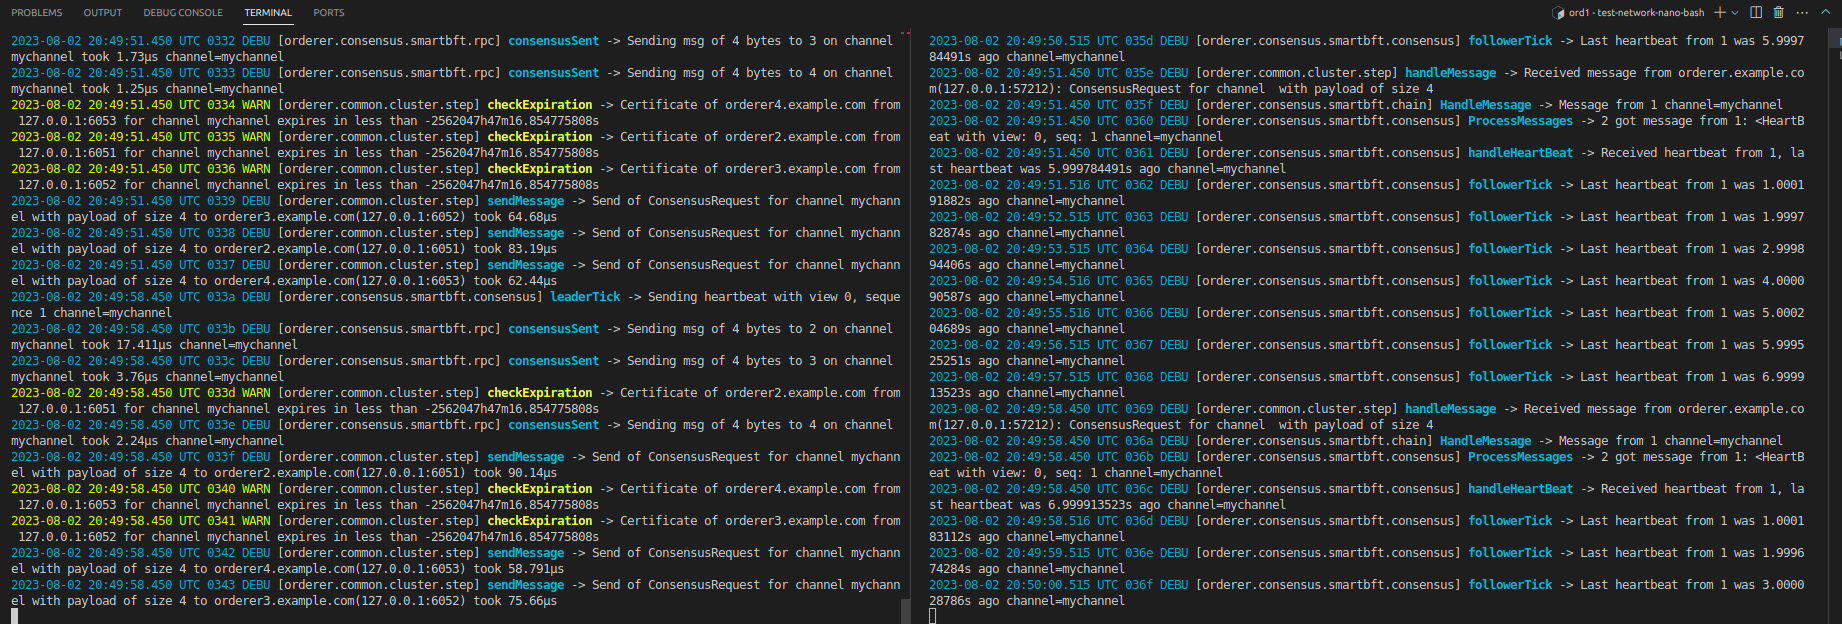 PROBLEMS OUTPUT DEBUG CONSOLE TERMINAL PORTS
ord1 - test-network-nano-bash
2023-08-02 20:49:51.450 UTC 0332 DEBU [orderer.consensus.smartbft.rpc] consensusSent -> Sending msg of 4 bytes to 3 on channel
mychannel took 1.73µs channel=mychannel
2023-08-02 20:49:51.450 UTC 0333 DEBU [orderer.consensus.smartbft.rpc] consensusSent -> Sending msg of 4 bytes to 4 on channel
mychannel took 1.25µs channel=mychannel
2023-08-02 20:49:51.450 UTC 0334 WARN [orderer.common.cluster.step] checkExpiration -> Certificate of orderer4.example.com from
127.0.0.1:6053 for channel mychannel expires in less than -2562047h47m16.854775808s
2023-08-02 20:49:51.450 UTC 0335 WARN [orderer.common.cluster.step] checkExpiration -> Certificate of orderer2.example.com from
127.0.0.1:6051 for channel mychannel expires in less than -2562047h47m16.854775808s
2023-08-02 20:49:51.450 UTC 0336 WARN [orderer.common.cluster.step] checkExpiration -> Certificate of orderer3.example.com from
127.0.0.1:6052 for channel mychannel expires in less than -2562047h47m16.854775808s
2023-08-02 20:49:51.450 UTC 0339 DEBU [orderer.common.cluster.step] sendMessage -> Send of ConsensusRequest for channel mychann
el with payload of size 4 to orderer3.example.com(127.0.0.1:6052) took 64.68µs
2023-08-02 20:49:51.450 UTC 0338 DEBU [orderer.common.cluster.step] sendMessage -> Send of ConsensusRequest for channel mychann
el with payload of size 4 to orderer2.example.com(127.0.0.1:6051) took 83.19µs
2023-08-02 20:49:51.450 UTC 0337 DEBU [orderer.common.cluster.step] sendMessage -> Send of ConsensusRequest for channel mychann
el with payload of size 4 to orderer4.example.com(127.0.0.1:6053) took 62.44µs
2023-08-02 20:49:58.450 UTC 033a DEBU [orderer.consensus.smartbft.consensus] leaderTick -> Sending heartbeat with view 0, seque
nce 1 channel=mychannel
2023-08-02 20:49:58.450 UTC 033b DEBU [orderer.consensus.smartbft.rpc] consensusSent -> Sending msg of 4 bytes to 2 on channel
mychannel took 17.411µs channel=mychannel
2023-08-02 20:49:58.450 UTC 033c DEBU [orderer.consensus.smartbft.rpc] consensusSent -> Sending msg of 4 bytes to 3 on channel
mychannel took 3.76µs channel=mychannel
2023-08-02 20:49:58.450 UTC 033d WARN [orderer.common.cluster.step] checkExpiration -> Certificate of orderer2.example.com from
127.0.0.1:6051 for channel mychannel expires in less than -2562047h47m16.854775808s
2023-08-02 20:49:58.450 UTC 033e DEBU [orderer.consensus.smartbft.rpc] consensusSent -> Sending msg of 4 bytes to 4 on channel
mychannel took 2.24µs channel=mychannel
2023-08-02 20:49:58.450 UTC 033f DEBU [orderer.common.cluster.step] sendMessage -> Send of ConsensusRequest for channel mychann
el with payload of size 4 to orderer2.example.com(127.0.0.1:6051) took 90.14µs
2023-08-02 20:49:58.450 UTC 0340 WARN [orderer.common.cluster.step] checkExpiration -> Certificate of orderer4.example.com from
127.0.0.1:6053 for channel mychannel expires in less than -2562047h47m16.854775808s
2023-08-02 20:49:58.450 UTC 0341 WARN [orderer.common.cluster.step] checkExpiration -> Certificate of orderer3.example.com from
127.0.0.1:6052 for channel mychannel expires in less than -2562047h47m16.854775808s
2023-08-02 20:49:58.450 UTC 0342 DEBU [orderer.common.cluster.step] sendMessage -> Send of ConsensusRequest for channel mychann
el with payload of size 4 to orderer4.example.com(127.0.0.1:6053) took 58.791µs
2023-08-02 20:49:58.450 UTC 0343 DEBU [orderer.common.cluster.step] sendMessage -> Send of ConsensusRequest for channel mychann
el with payload of size 4 to orderer3.example.com(127.0.0.1:6052) took 75.66µs
2023-08-02 20:49:50.515 UTC 035d DEBU [orderer.consensus.smartbft.consensus] followerTick -> Last heartbeat from 1 was 5.9997
84491s ago channel=mychannel
2023-08-02 20:49:51.450 UTC 035e DEBU [orderer.common.cluster.step] handleMessage -> Received message from orderer.example.co
m(127.0.0.1:57212): ConsensusRequest for channel  with payload of size 4
2023-08-02 20:49:51.450 UTC 035f DEBU [orderer.consensus.smartbft.chain] HandleMessage -> Message from 1 channel=mychannel
2023-08-02 20:49:51.450 UTC 0360 DEBU [orderer.consensus.smartbft.consensus] ProcessMessages -> 2 got message from 1: <HeartB
eat with view: 0, seq: 1 channel=mychannel
2023-08-02 20:49:51.450 UTC 0361 DEBU [orderer.consensus.smartbft.consensus] handleHeartBeat -> Received heartbeat from 1, la
st heartbeat was 5.999784491s ago channel=mychannel
2023-08-02 20:49:51.516 UTC 0362 DEBU [orderer.consensus.smartbft.consensus] followerTick -> Last heartbeat from 1 was 1.0001
91882s ago channel=mychannel
2023-08-02 20:49:52.515 UTC 0363 DEBU [orderer.consensus.smartbft.consensus] followerTick -> Last heartbeat from 1 was 1.9997
82874s ago channel=mychannel
2023-08-02 20:49:53.515 UTC 0364 DEBU [orderer.consensus.smartbft.consensus] followerTick -> Last heartbeat from 1 was 2.9998
94406s ago channel=mychannel
2023-08-02 20:49:54.516 UTC 0365 DEBU [orderer.consensus.smartbft.consensus] followerTick -> Last heartbeat from 1 was 4.0000
90587s ago channel=mychannel
2023-08-02 20:49:55.516 UTC 0366 DEBU [orderer.consensus.smartbft.consensus] followerTick -> Last heartbeat from 1 was 5.0002
04689s ago channel=mychannel
2023-08-02 20:49:56.515 UTC 0367 DEBU [orderer.consensus.smartbft.consensus] followerTick -> Last heartbeat from 1 was 5.9995
25251s ago channel=mychannel
2023-08-02 20:49:57.515 UTC 0368 DEBU [orderer.consensus.smartbft.consensus] followerTick -> Last heartbeat from 1 was 6.9999
13523s ago channel=mychannel
2023-08-02 20:49:58.450 UTC 0369 DEBU [orderer.common.cluster.step] handleMessage -> Received message from orderer.example.co
m(127.0.0.1:57212): ConsensusRequest for channel  with payload of size 4
2023-08-02 20:49:58.450 UTC 036a DEBU [orderer.consensus.smartbft.chain] HandleMessage -> Message from 1 channel=mychannel
2023-08-02 20:49:58.450 UTC 036b DEBU [orderer.consensus.smartbft.consensus] ProcessMessages -> 2 got message from 1: <HeartB
eat with view: 0, seq: 1 channel=mychannel
2023-08-02 20:49:58.450 UTC 036c DEBU [orderer.consensus.smartbft.consensus] handleHeartBeat -> Received heartbeat from 1, la
st heartbeat was 6.999913523s ago channel=mychannel
2023-08-02 20:49:58.516 UTC 036d DEBU [orderer.consensus.smartbft.consensus] followerTick -> Last heartbeat from 1 was 1.0001
83112s ago channel=mychannel
2023-08-02 20:49:59.515 UTC 036e DEBU [orderer.consensus.smartbft.consensus] followerTick -> Last heartbeat from 1 was 1.9996
74284s ago channel=mychannel
2023-08-02 20:50:00.515 UTC 036f DEBU [orderer.consensus.smartbft.consensus] followerTick -> Last heartbeat from 1 was 3.0000
28786s ago channel=mychannel